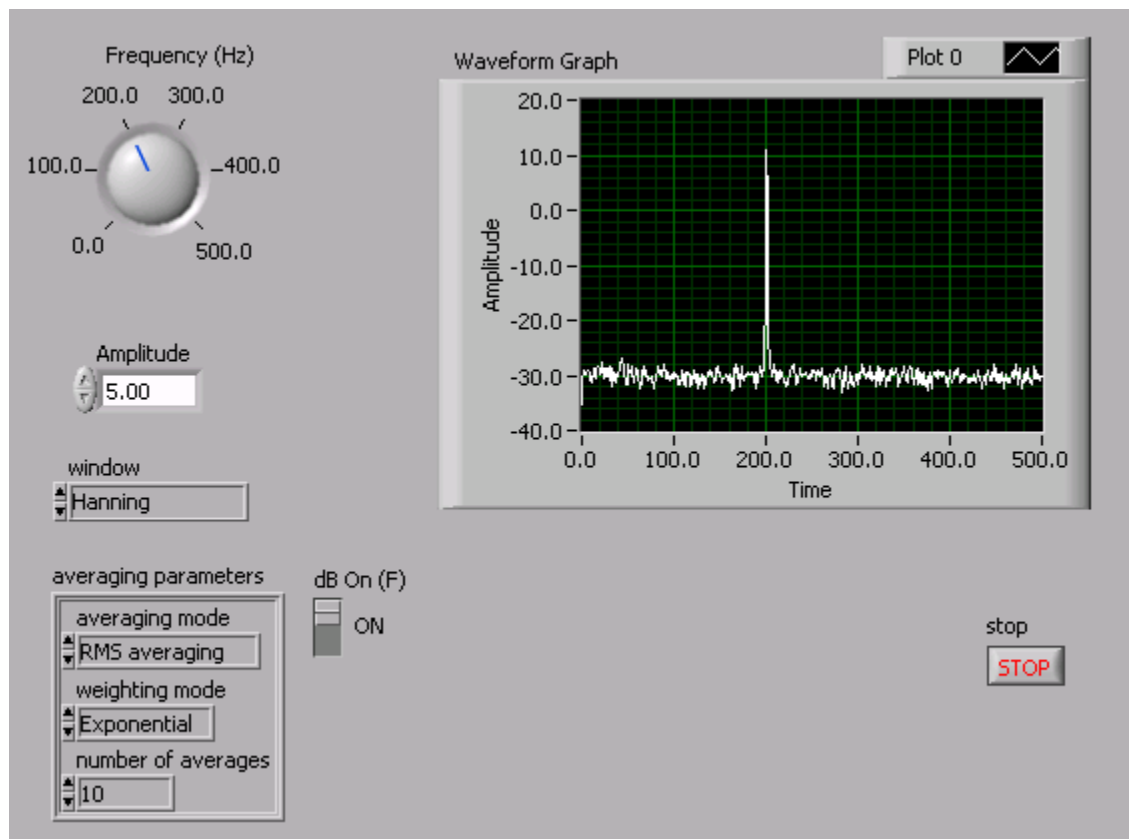 Frequency (Hz)
200.0 300.0
100.0 400.0
0.0 500.0
Amplitude
5.00
window
Hanning
averaging parameters
averaging mode
RMS averaging
weighting mode
Exponential
number of averages
10
dB On (F)
ON
Waveform Graph
Plot 0
Amplitude
20.0
10.0
0.0
-10.0
-20.0
-30.0
-40.0
0.0 100.0 200.0 300.0 400.0 500.0
Time
stop
STOP